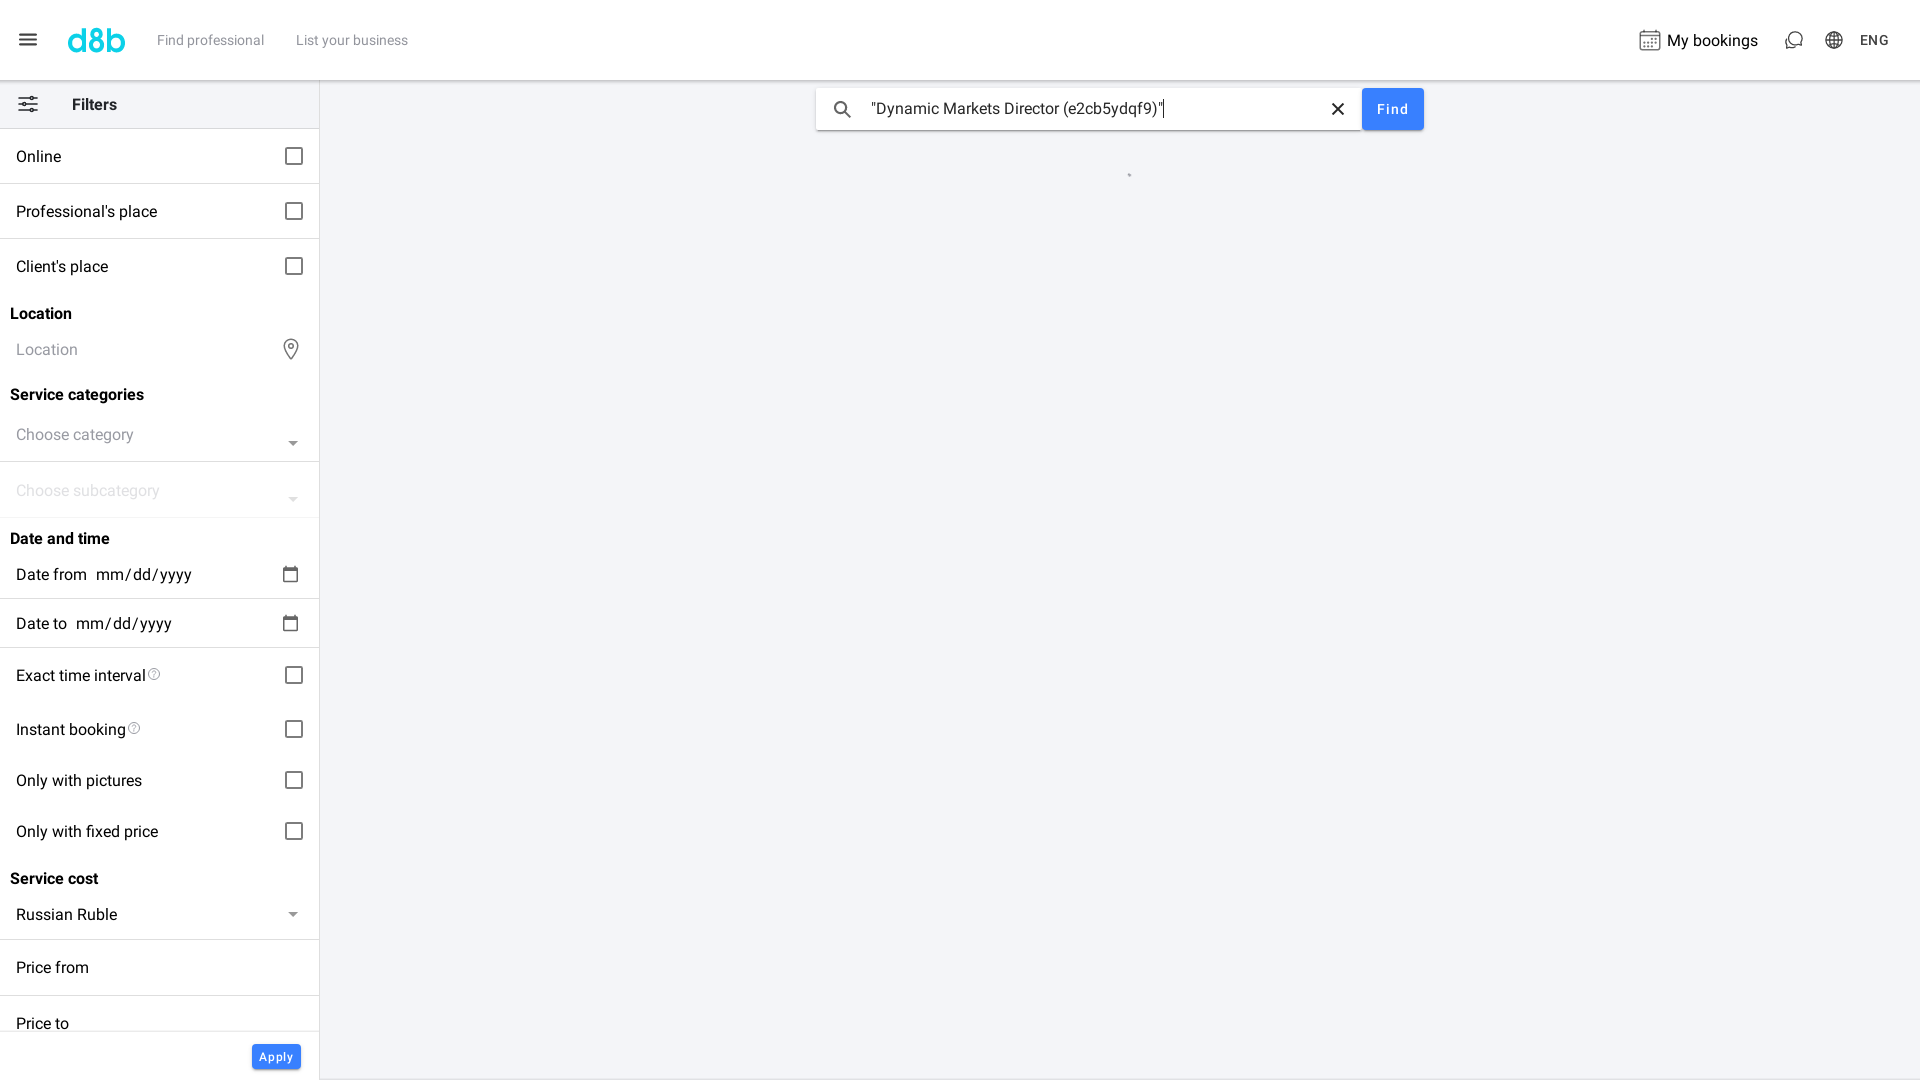 d8b
Find professional
List your business
My bookings
ENG
Filters
"Dynamic Markets Director (e2cb5ydqf9)"
Find
Online
Professional's place
Client's place
Location
Location
Service categories
Choose category
Choose subcategory
Date and time
Date from mm/dd/yyyy
Date to mm/dd/yyyy
Exact time interval
Instant booking
Only with pictures
Only with fixed price
Service cost
Russian Ruble
Price from
Price to
Apply